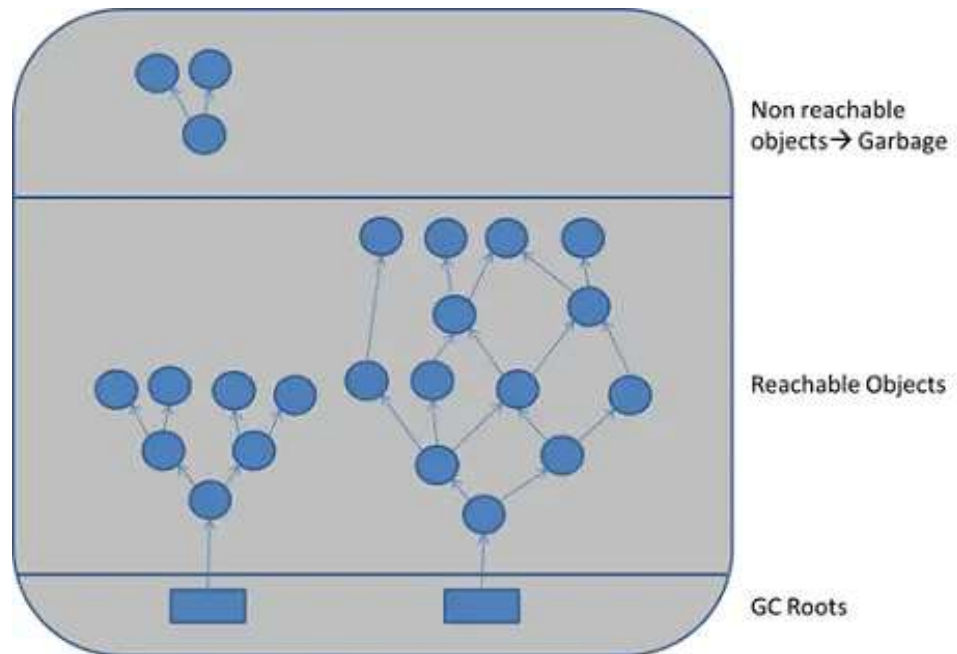 Non reachable
objects→ Garbage
Reachable Objects
GC Roots